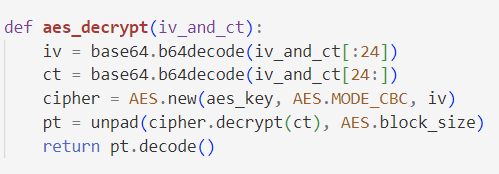 def aes_decrypt(iv_and_ct):
    iv = base64.b64decode(iv_and_ct[:24])
    ct = base64.b64decode(iv_and_ct[24:])
    cipher = AES.new(aes_key, AES.MODE_CBC, iv)
    pt = unpad(cipher.decrypt(ct), AES.block_size)
    return pt.decode()